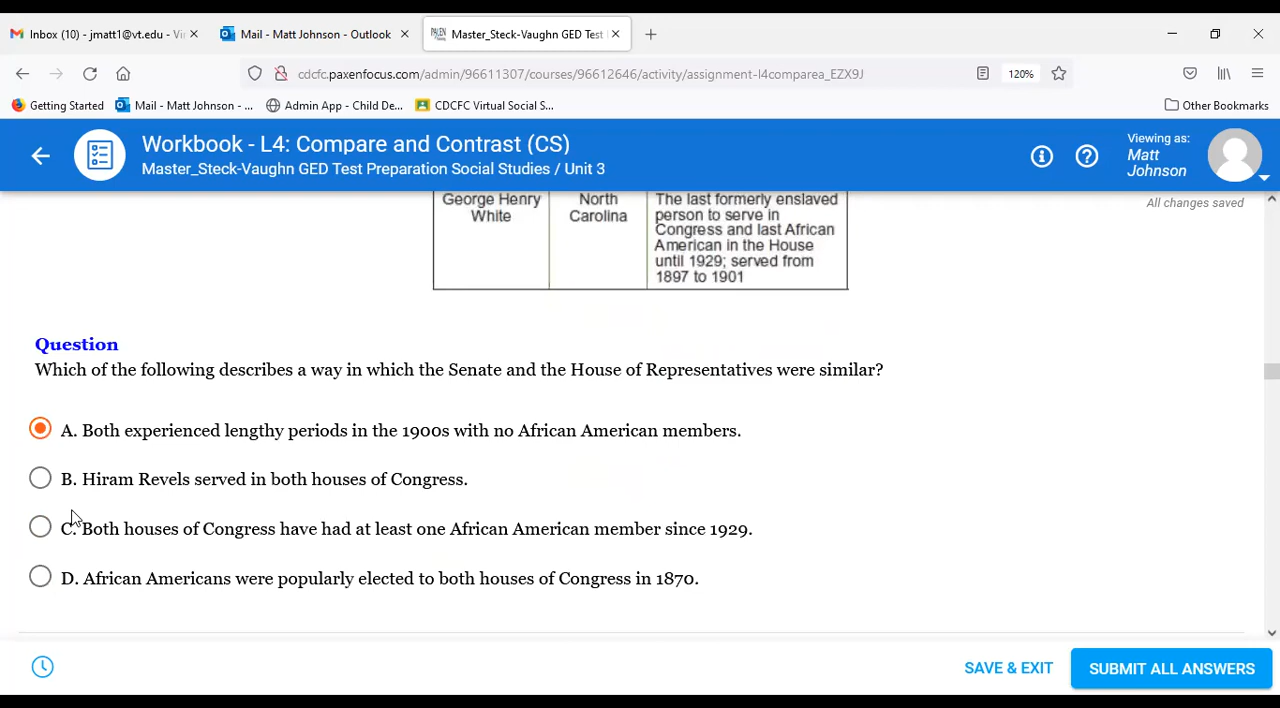 Inbox (10) - jmatt1@vt.edu - Vir
Mail - Matt Johnson - Outlook
PAXEN
Master_Steck-Vaughn GED Test
cdcfc.paxenfocus.com/admin/96611307/courses/96612646/activity/assignment-l4comparea_EZX9J
120%
Getting Started
Mail - Matt Johnson - ...
Admin App - Child De...
CDCFC Virtual Social S...
Other Bookmarks
Workbook - L4: Compare and Contrast (CS)
Master_Steck-Vaughn GED Test Preparation Social Studies / Unit 3
Viewing as:
Matt
Johnson
All changes saved
George Henry
White
North
Carolina
The last formerly enslaved
person to serve in
Congress and last African
American in the House
until 1929; served from
1897 to 1901
Question
Which of the following describes a way in which the Senate and the House of Representatives were similar?
A. Both experienced lengthy periods in the 1900s with no African American members.
B. Hiram Revels served in both houses of Congress.
C. Both houses of Congress have had at least one African American member since 1929.
D. African Americans were popularly elected to both houses of Congress in 1870.
SAVE & EXIT
SUBMIT ALL ANSWERS